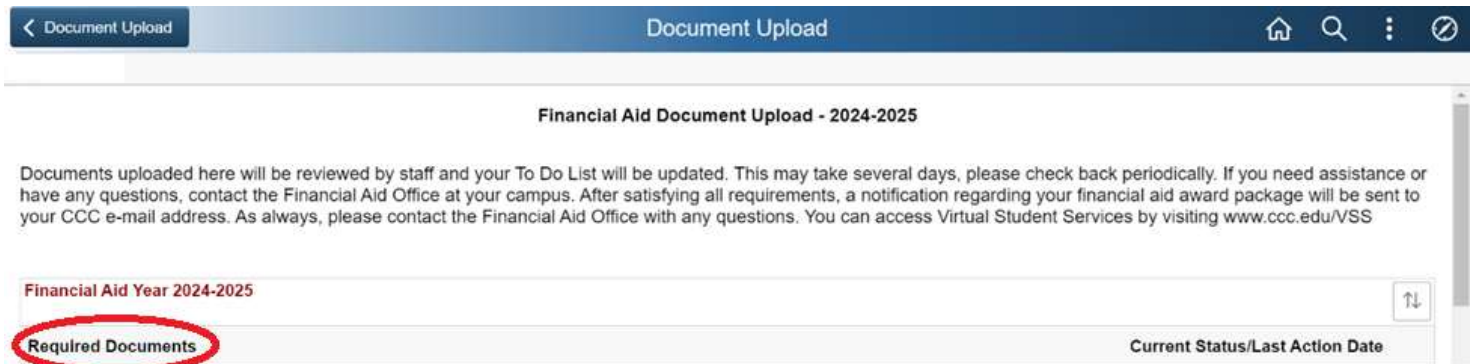 Document Upload
Document Upload
Financial Aid Document Upload - 2024-2025
Documents uploaded here will be reviewed by staff and your To Do List will be updated. This may take several days, please check back periodically. If you need assistance or
have any questions, contact the Financial Aid Office at your campus. After satisfying all requirements, a notification regarding your financial aid award package will be sent to
your CCC e-mail address. As always, please contact the Financial Aid Office with any questions. You can access Virtual Student Services by visiting www.ccc.edu/VSS
Financial Aid Year 2024-2025
Required Documents
Current Status/Last Action Date